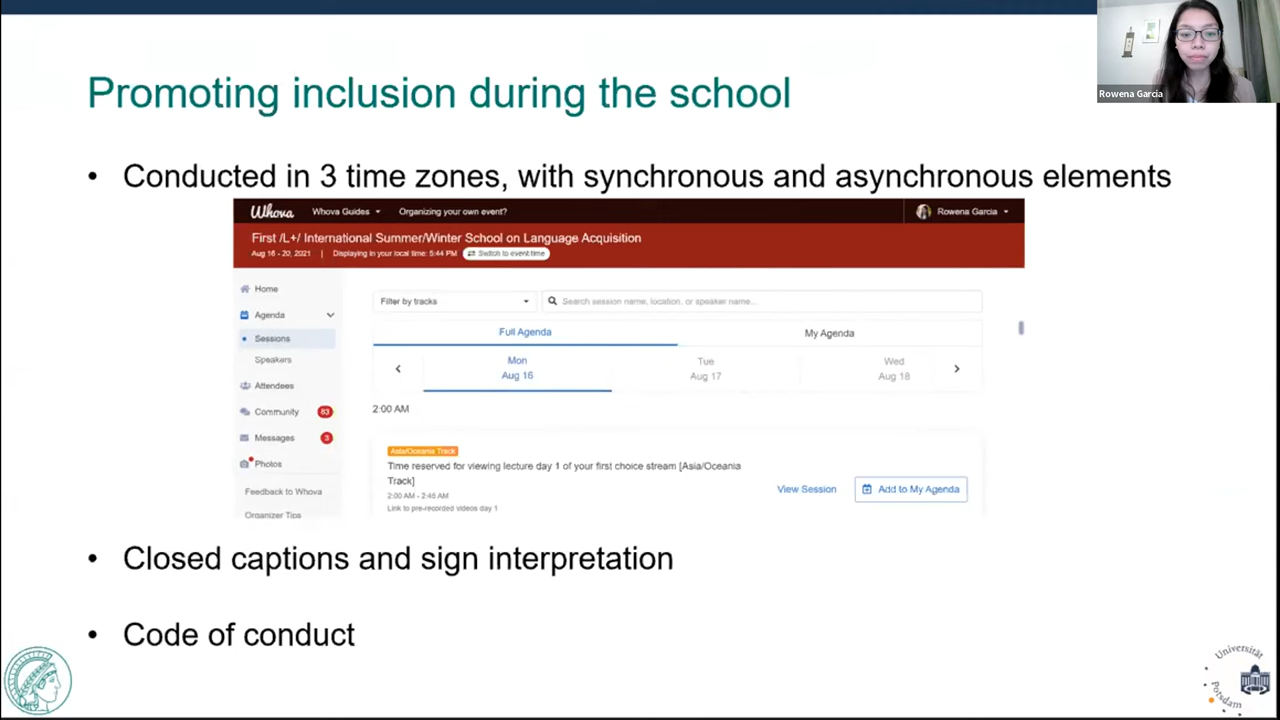 Promoting inclusion during the school
Rowena Garcia
• Conducted in 3 time zones, with synchronous and asynchronous elements
Whova
Whova Guides
Organizing your own event?
Rowena Garcia
First /L+/ International Summer/Winter School on Language Acquisition
Aug 16 - 20, 2021 | Displaying in your local time: 5:44 PM
Switch to event time
Home
Agenda
Sessions
Speakers
Attendees
Community 83
Messages 3
Photos
Feedback to Whova
Organizer Tips
Filter by tracks
Search session name, location, or speaker name...
Full Agenda
My Agenda
Mon
Aug 16
Tue
Aug 17
Wed
Aug 18
2:00 AM
Asia/Oceania Track
Time reserved for viewing lecture day 1 of your first choice stream [Asia/Oceania
Track]
2:00 AM - 2:45 AM
Link to pre-recorded videos day 1
View Session
Add to My Agenda
• Closed captions and sign interpretation
• Code of conduct
Universität
Potsdam